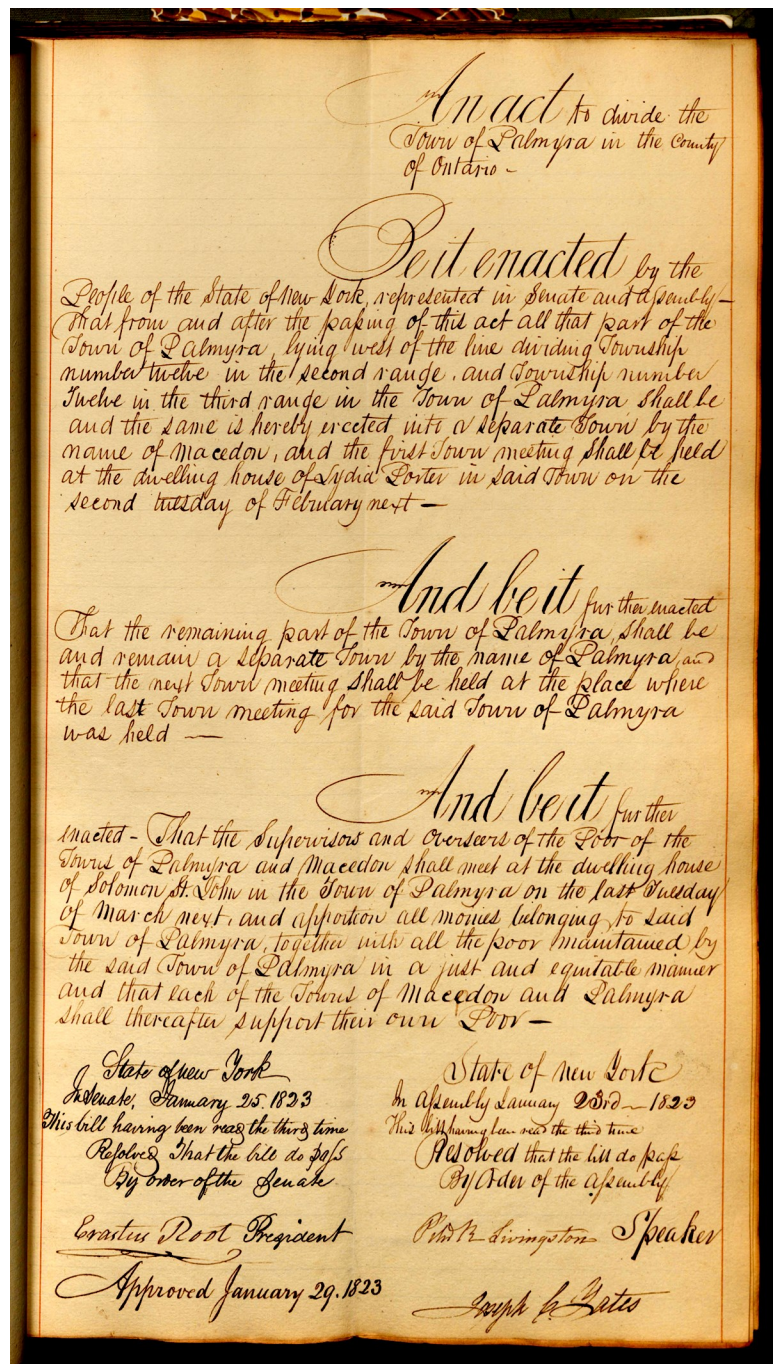 An act to divide the
Town of Palmyra in the County
of Ontario -
Be it enacted by the
People of the State of New York, represented in Senate and Assembly -
That from and after the passing of this act all that part of the
Town of Palmyra, lying west of the line dividing Township
number twelve in the second range, and Township number
Twelve in the third range in the Town of Palmyra shall be
and the same is hereby erected into a separate Town by the
name of Macedon, and the first Town meeting shall be held
at the dwelling house of Lydia Porter in said Town on the
second tuesday of February next —
And be it further enacted
That the remaining part of the Town of Palmyra, shall be
and remain a separate Town by the name of Palmyra, and
that the next Town meeting shall be held at the place where
the last Town meeting for the said Town of Palmyra
was held —
And be it further
enacted - That the Supervisors and overseers of the Poor of the
Towns of Palmyra and Macedon shall meet at the dwelling house
of Solomon St. John in the Town of Palmyra on the last Tuesday
of March next, and apportion all monies belonging to said
Town of Palmyra, together with all the poor maintained by
the said Town of Palmyra in a just and equitable manner
and that each of the Towns of Macedon and Palmyra
shall thereafter support their own Poor —
State of New York
In Senate, January 25. 1823
This bill having been read the third time
Resolved That the bill do pass
By order of the Senate
Erastus Root President
Approved January 29. 1823
State of New York
In Assembly January 23rd - 1823
This bill having been read the third time
Resolved that the bill do pass
By Order of the Assembly
Livingston Speaker
Joseph C. Yates